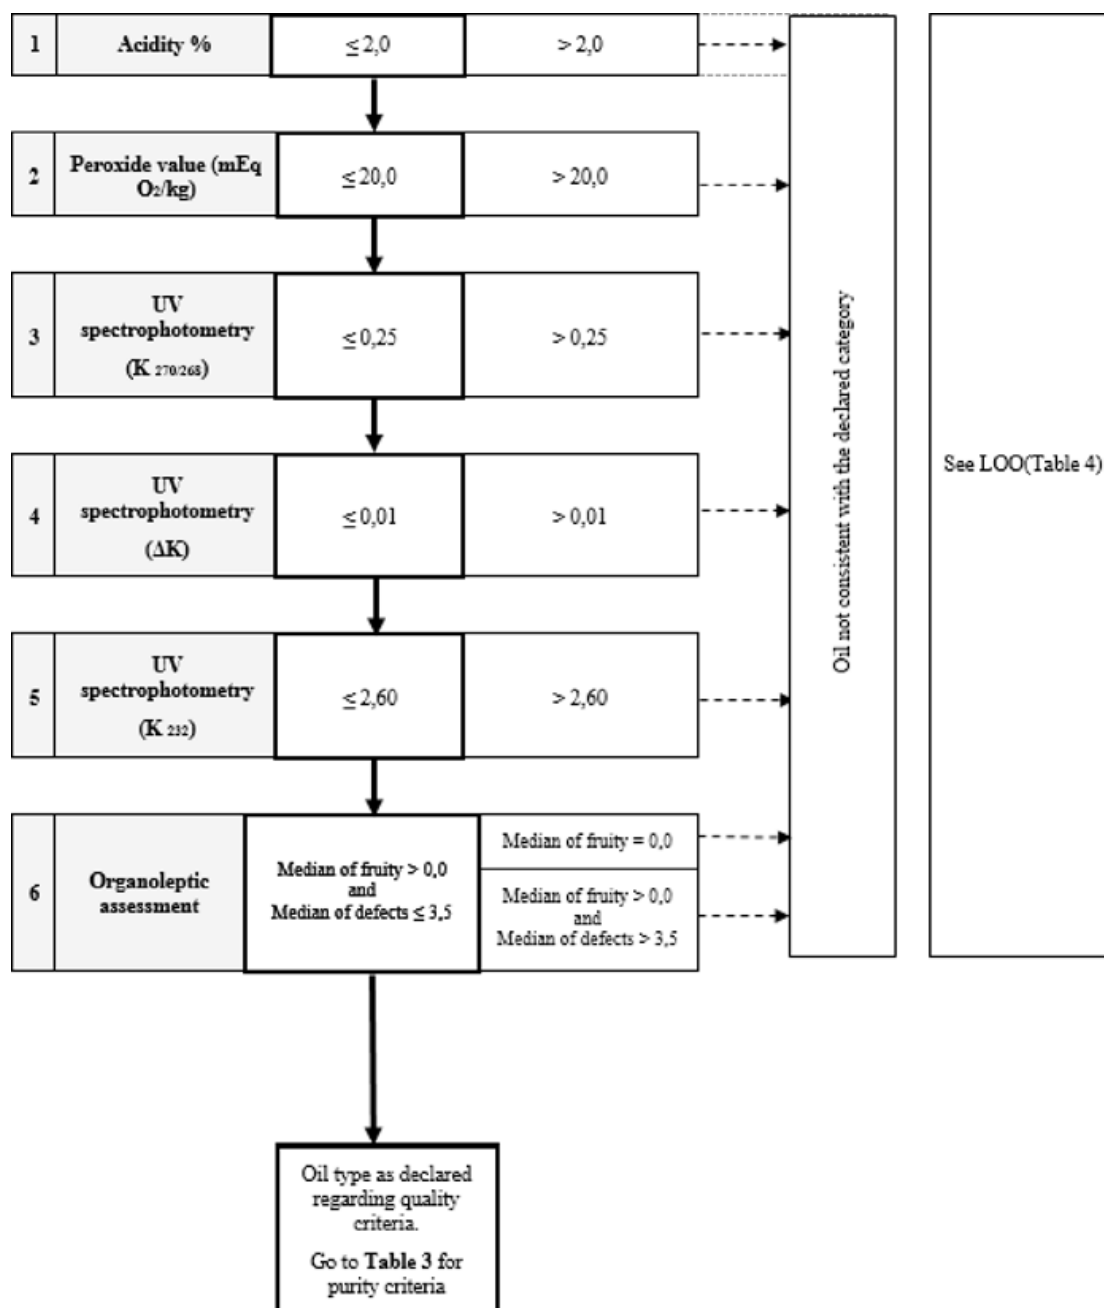 1
Acidity %
≤ 2,0
> 2,0
2
Peroxide value (mEq
O2/kg)
≤ 20,0
> 20,0
3
UV
spectrophotometry
(K 270/268)
≤ 0,25
> 0,25
4
UV
spectrophotometry
(ΔK)
≤ 0,01
> 0,01
5
UV
spectrophotometry
(K 232)
≤ 2,60
> 2,60
6
Organoleptic
assessment
Median of fruity > 0,0
and
Median of defects ≤ 3,5
Median of fruity = 0,0
Median of fruity > 0,0
and
Median of defects > 3,5
Oil not consistent with the declared category
See LOO(Table 4)
Oil type as declared
regarding quality
criteria.
Go to Table 3 for
purity criteria